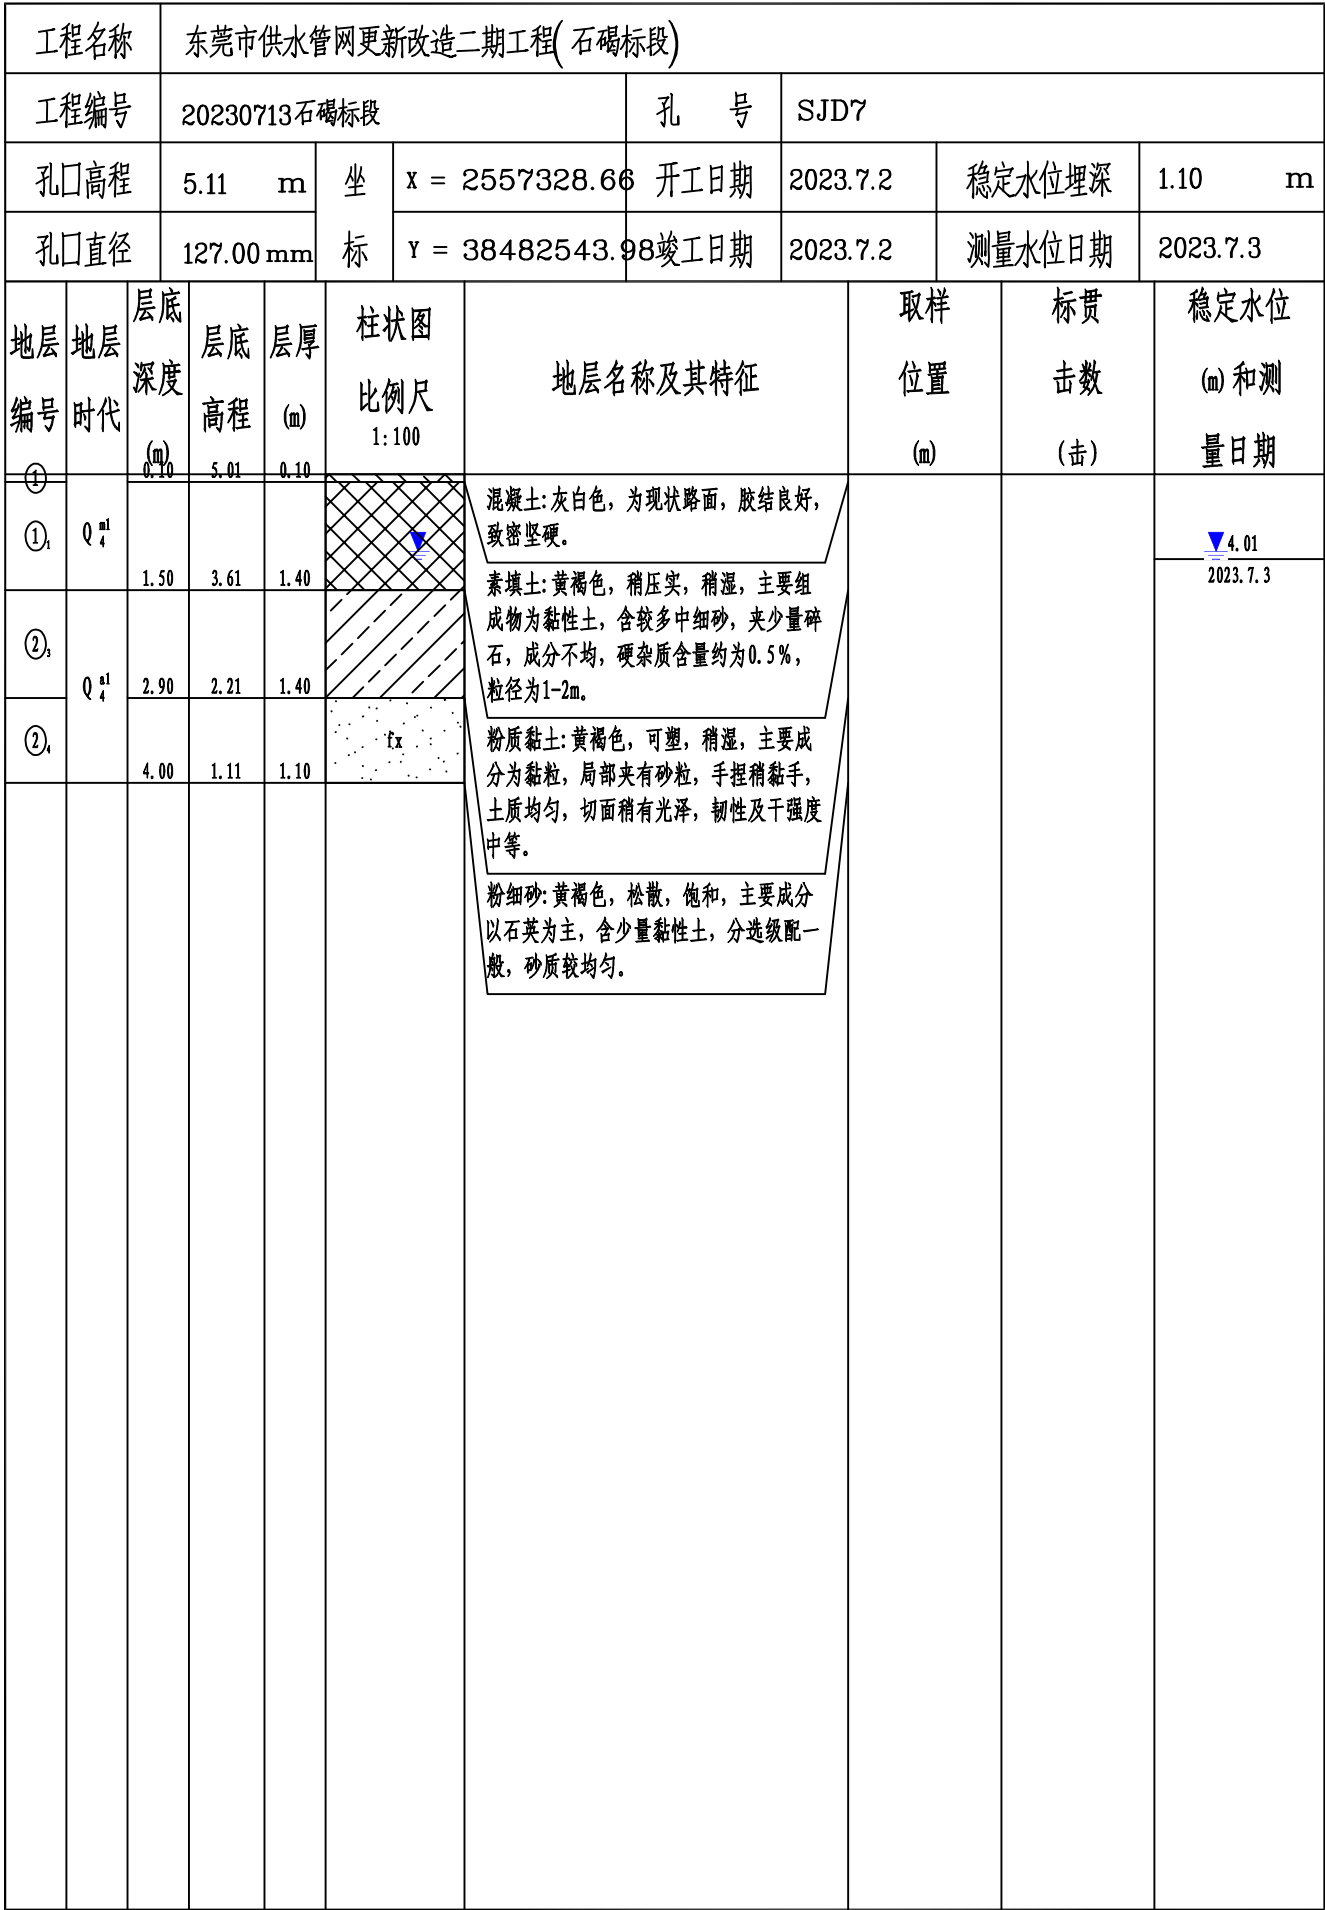 工程名称 东莞市供水管网更新改造二期工程(石碣标段)
工程编号 20230713石碣标段 孔 号 SJD7
孔口高程 5.11 m 坐 X = 2557328.66 开工日期 2023.7.2 稳定水位埋深 1.10 m
孔口直径 127.00 mm 标 Y = 38482543.98 竣工日期 2023.7.2 测量水位日期 2023.7.3
地层
编号
地层
时代
层底
深度
(m)
层底
高程
层厚
(m)
柱状图
比例尺
1:100
地层名称及其特征
取样
位置
(m)
标贯
击数
(击)
稳定水位
(m)和测
量日期
① 0.10 5.01 0.10
混凝土:灰白色，为现状路面，胶结良好，
致密坚硬。
①₁ Q₄ᵐˡ 1.50 3.61 1.40
4.01
2023.7.3
素填土:黄褐色，稍压实，稍湿，主要组
成物为黏性土，含较多中细砂，夹少量碎
石，成分不均，硬杂质含量约为0.5%，
粒径为1-2m。
②₃ Q₄ᵃˡ 2.90 2.21 1.40
粉质黏土:黄褐色，可塑，稍湿，主要成
分为黏粒，局部夹有砂粒，手捏稍黏手，
土质均匀，切面稍有光泽，韧性及干强度
中等。
②₄ 4.00 1.11 1.10 fx
粉细砂:黄褐色，松散，饱和，主要成分
以石英为主，含少量黏性土，分选级配一
般，砂质较均匀。